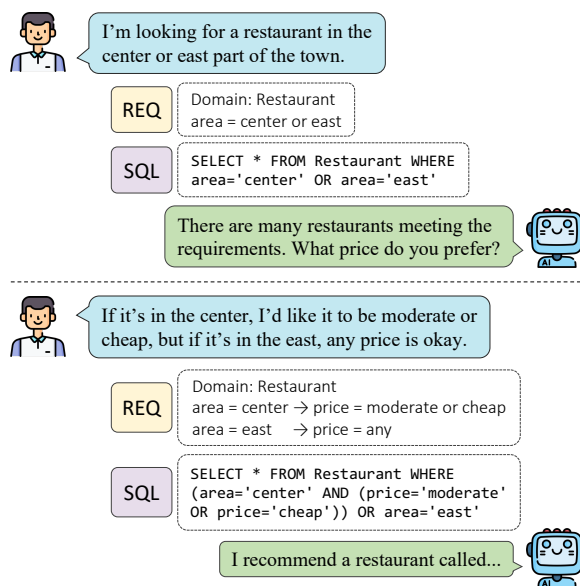 I’m looking for a restaurant in the
center or east part of the town.
REQ
Domain: Restaurant
area = center or east
SQL
SELECT * FROM Restaurant WHERE
area='center' OR area='east'
There are many restaurants meeting the
requirements. What price do you prefer?
AI
If it’s in the center, I’d like it to be moderate or
cheap, but if it’s in the east, any price is okay.
REQ
Domain: Restaurant
area = center → price = moderate or cheap
area = east → price = any
SQL
SELECT * FROM Restaurant WHERE
(area='center' AND (price='moderate'
OR price='cheap')) OR area='east'
I recommend a restaurant called...
AI